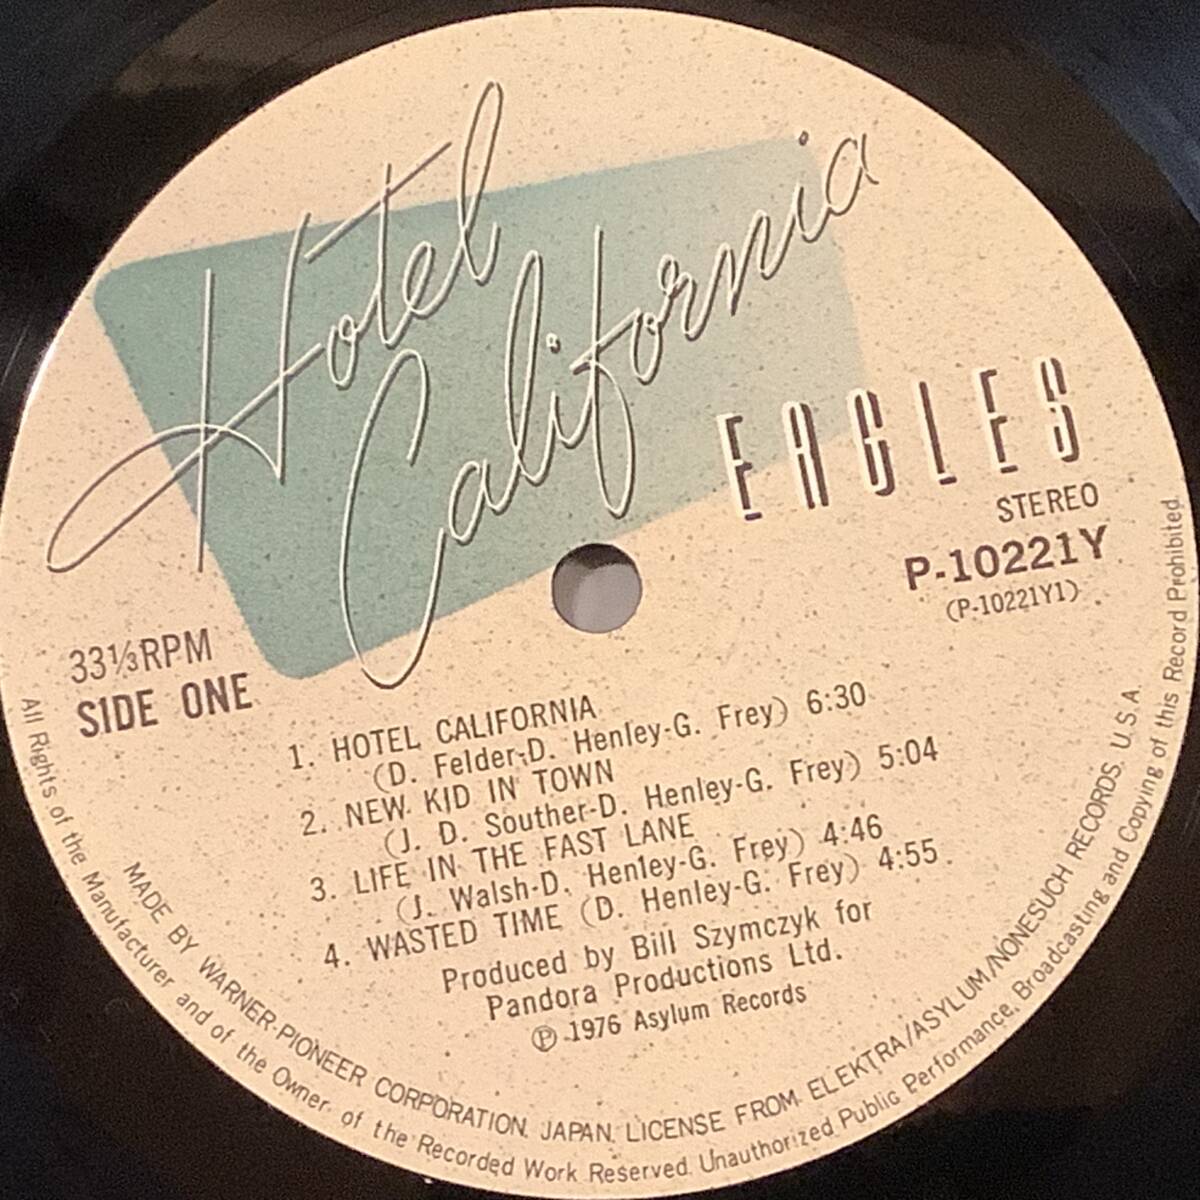 Hotel
California
EAGLES
STEREO
P-10221Y
(P-10221Y1)
33⅓RPM
SIDE ONE
1. HOTEL CALIFORNIA
(D. Felder-D. Henley-G. Frey) 6:30
2. NEW KID IN TOWN
(J. D. Souther-D. Henley-G. Frey) 5:04
3. LIFE IN THE FAST LANE
(J. Walsh-D. Henley-G. Frey) 4:46
4. WASTED TIME (D. Henley-G. Frey) 4:55
Produced by Bill Szymczyk for
Pandora Productions Ltd.
Ⓟ 1976 Asylum Records
MADE BY WARNER-PIONEER CORPORATION. JAPAN. LICENSE FROM ELEKTRA/ASYLUM/NONESUCH RECORDS, U.S.A.
All Rights of the Manufacturer and of the Owner of the Recorded Work Reserved. Unauthorized Public Performance, Broadcasting and Copying of this Record Prohibited.